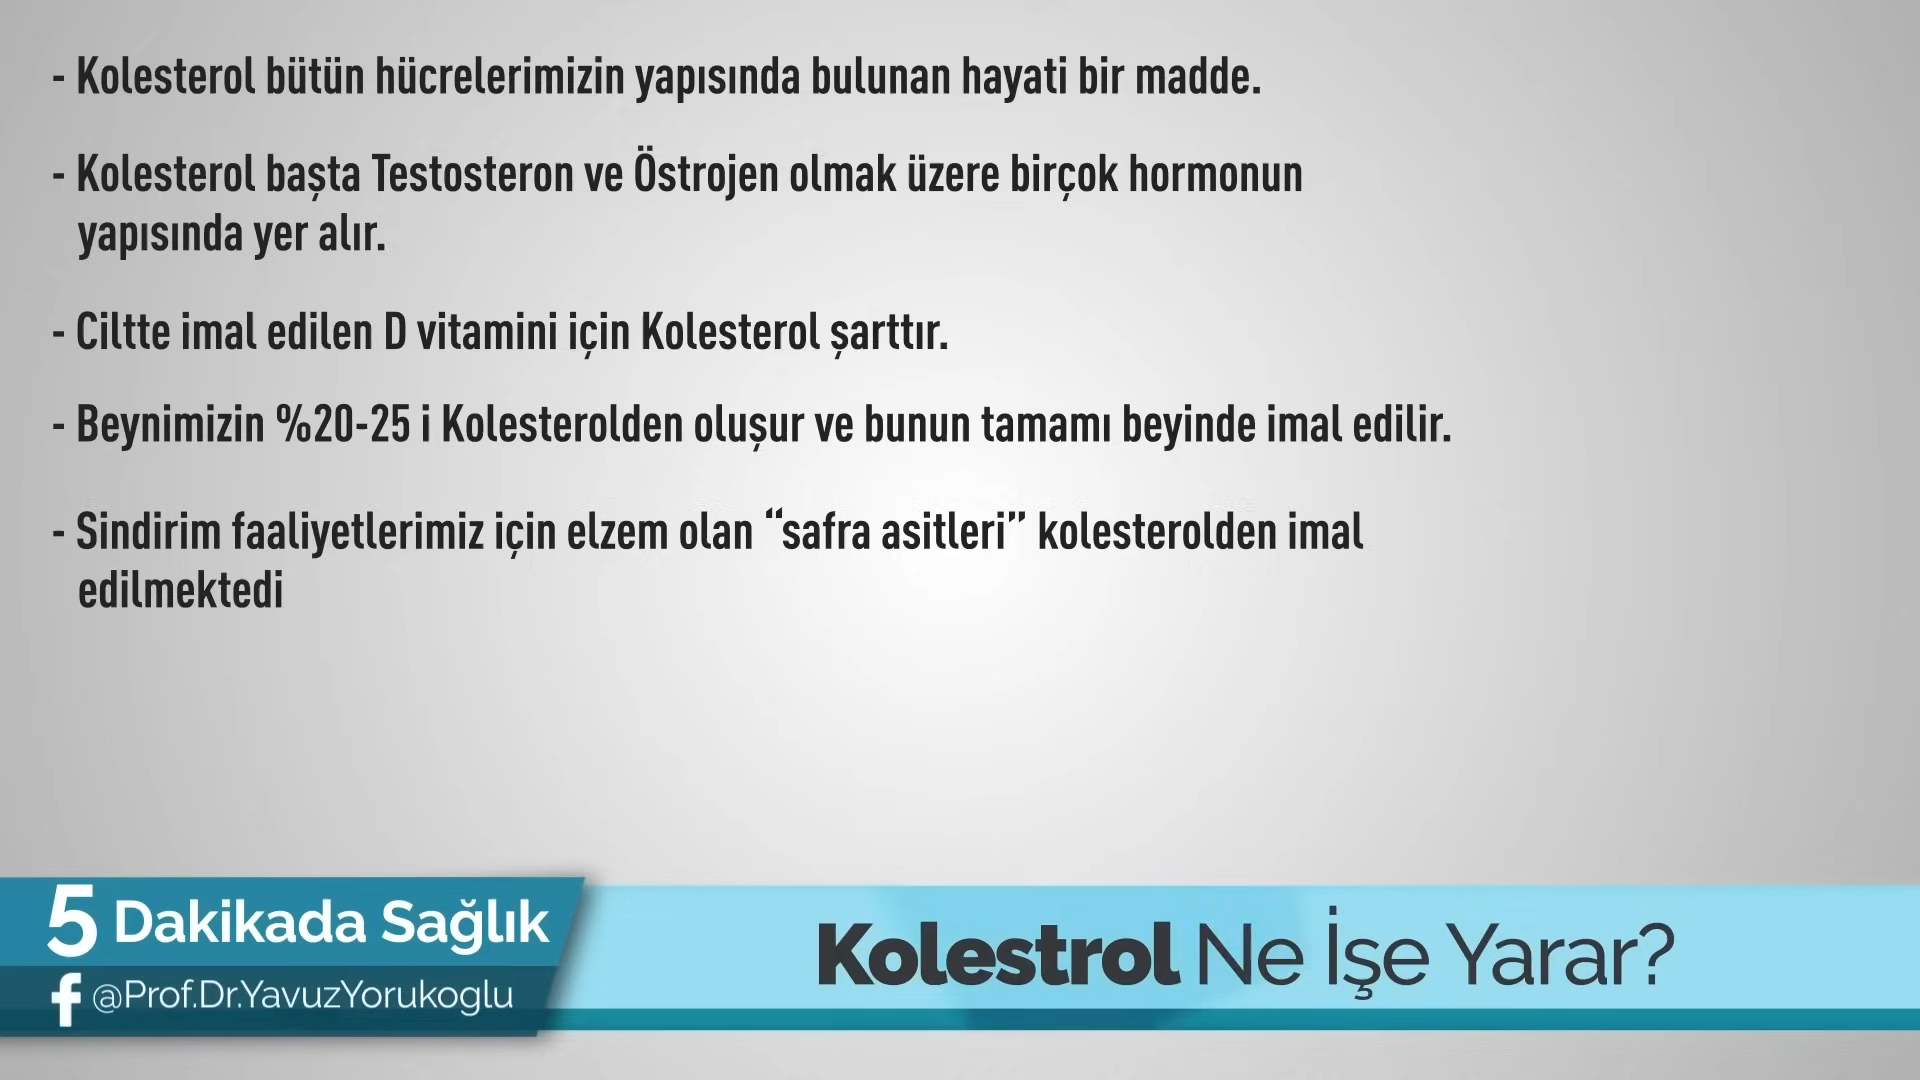 - Kolesterol bütün hücrelerimizin yapısında bulunan hayati bir madde.
- Kolesterol başta Testosteron ve Östrojen olmak üzere birçok hormonun
yapısında yer alır.
- Ciltte imal edilen D vitamini için Kolesterol şarttır.
- Beynimizin %20-25 i Kolesterolden oluşur ve bunun tamamı beyinde imal edilir.
- Sindirim faaliyetlerimiz için elzem olan “safra asitleri” kolesterolden imal
edilmektedi
5 Dakikada Sağlık
f @Prof.Dr.YavuzYorukoglu
Kolestrol Ne İşe Yarar?